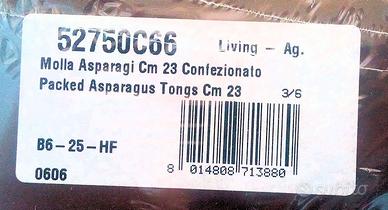 52750C66 Living - Ag.
Molla Asparagi Cm 23 Confezionato
Packed Asparagus Tongs Cm 23 3/6
B6-25-HF
0606
8 014808 713880
subito